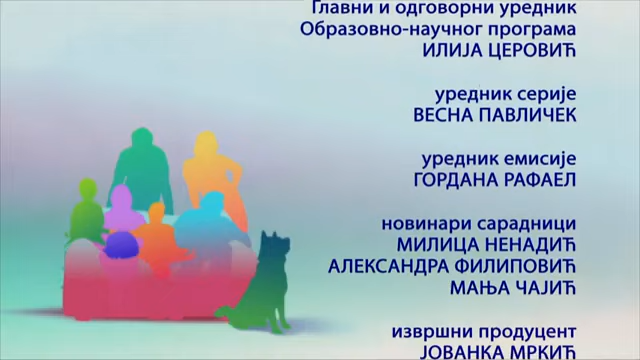 Главни и одговорни уредник
Образовно-научног програма
ИЛИЈА ЦЕРОВИЋ
уредник серије
ВЕСНА ПАВЛИЧЕК
уредник емисије
ГОРДАНА РАФАЕЛ
новинари сарадници
МИЛИЦА НЕНАДИЋ
АЛЕКСАНДРА ФИЛИПОВИЋ
МАЊА ЧАЈИЋ
извршни продуцент
ЈОВАНКА МРКИЋ